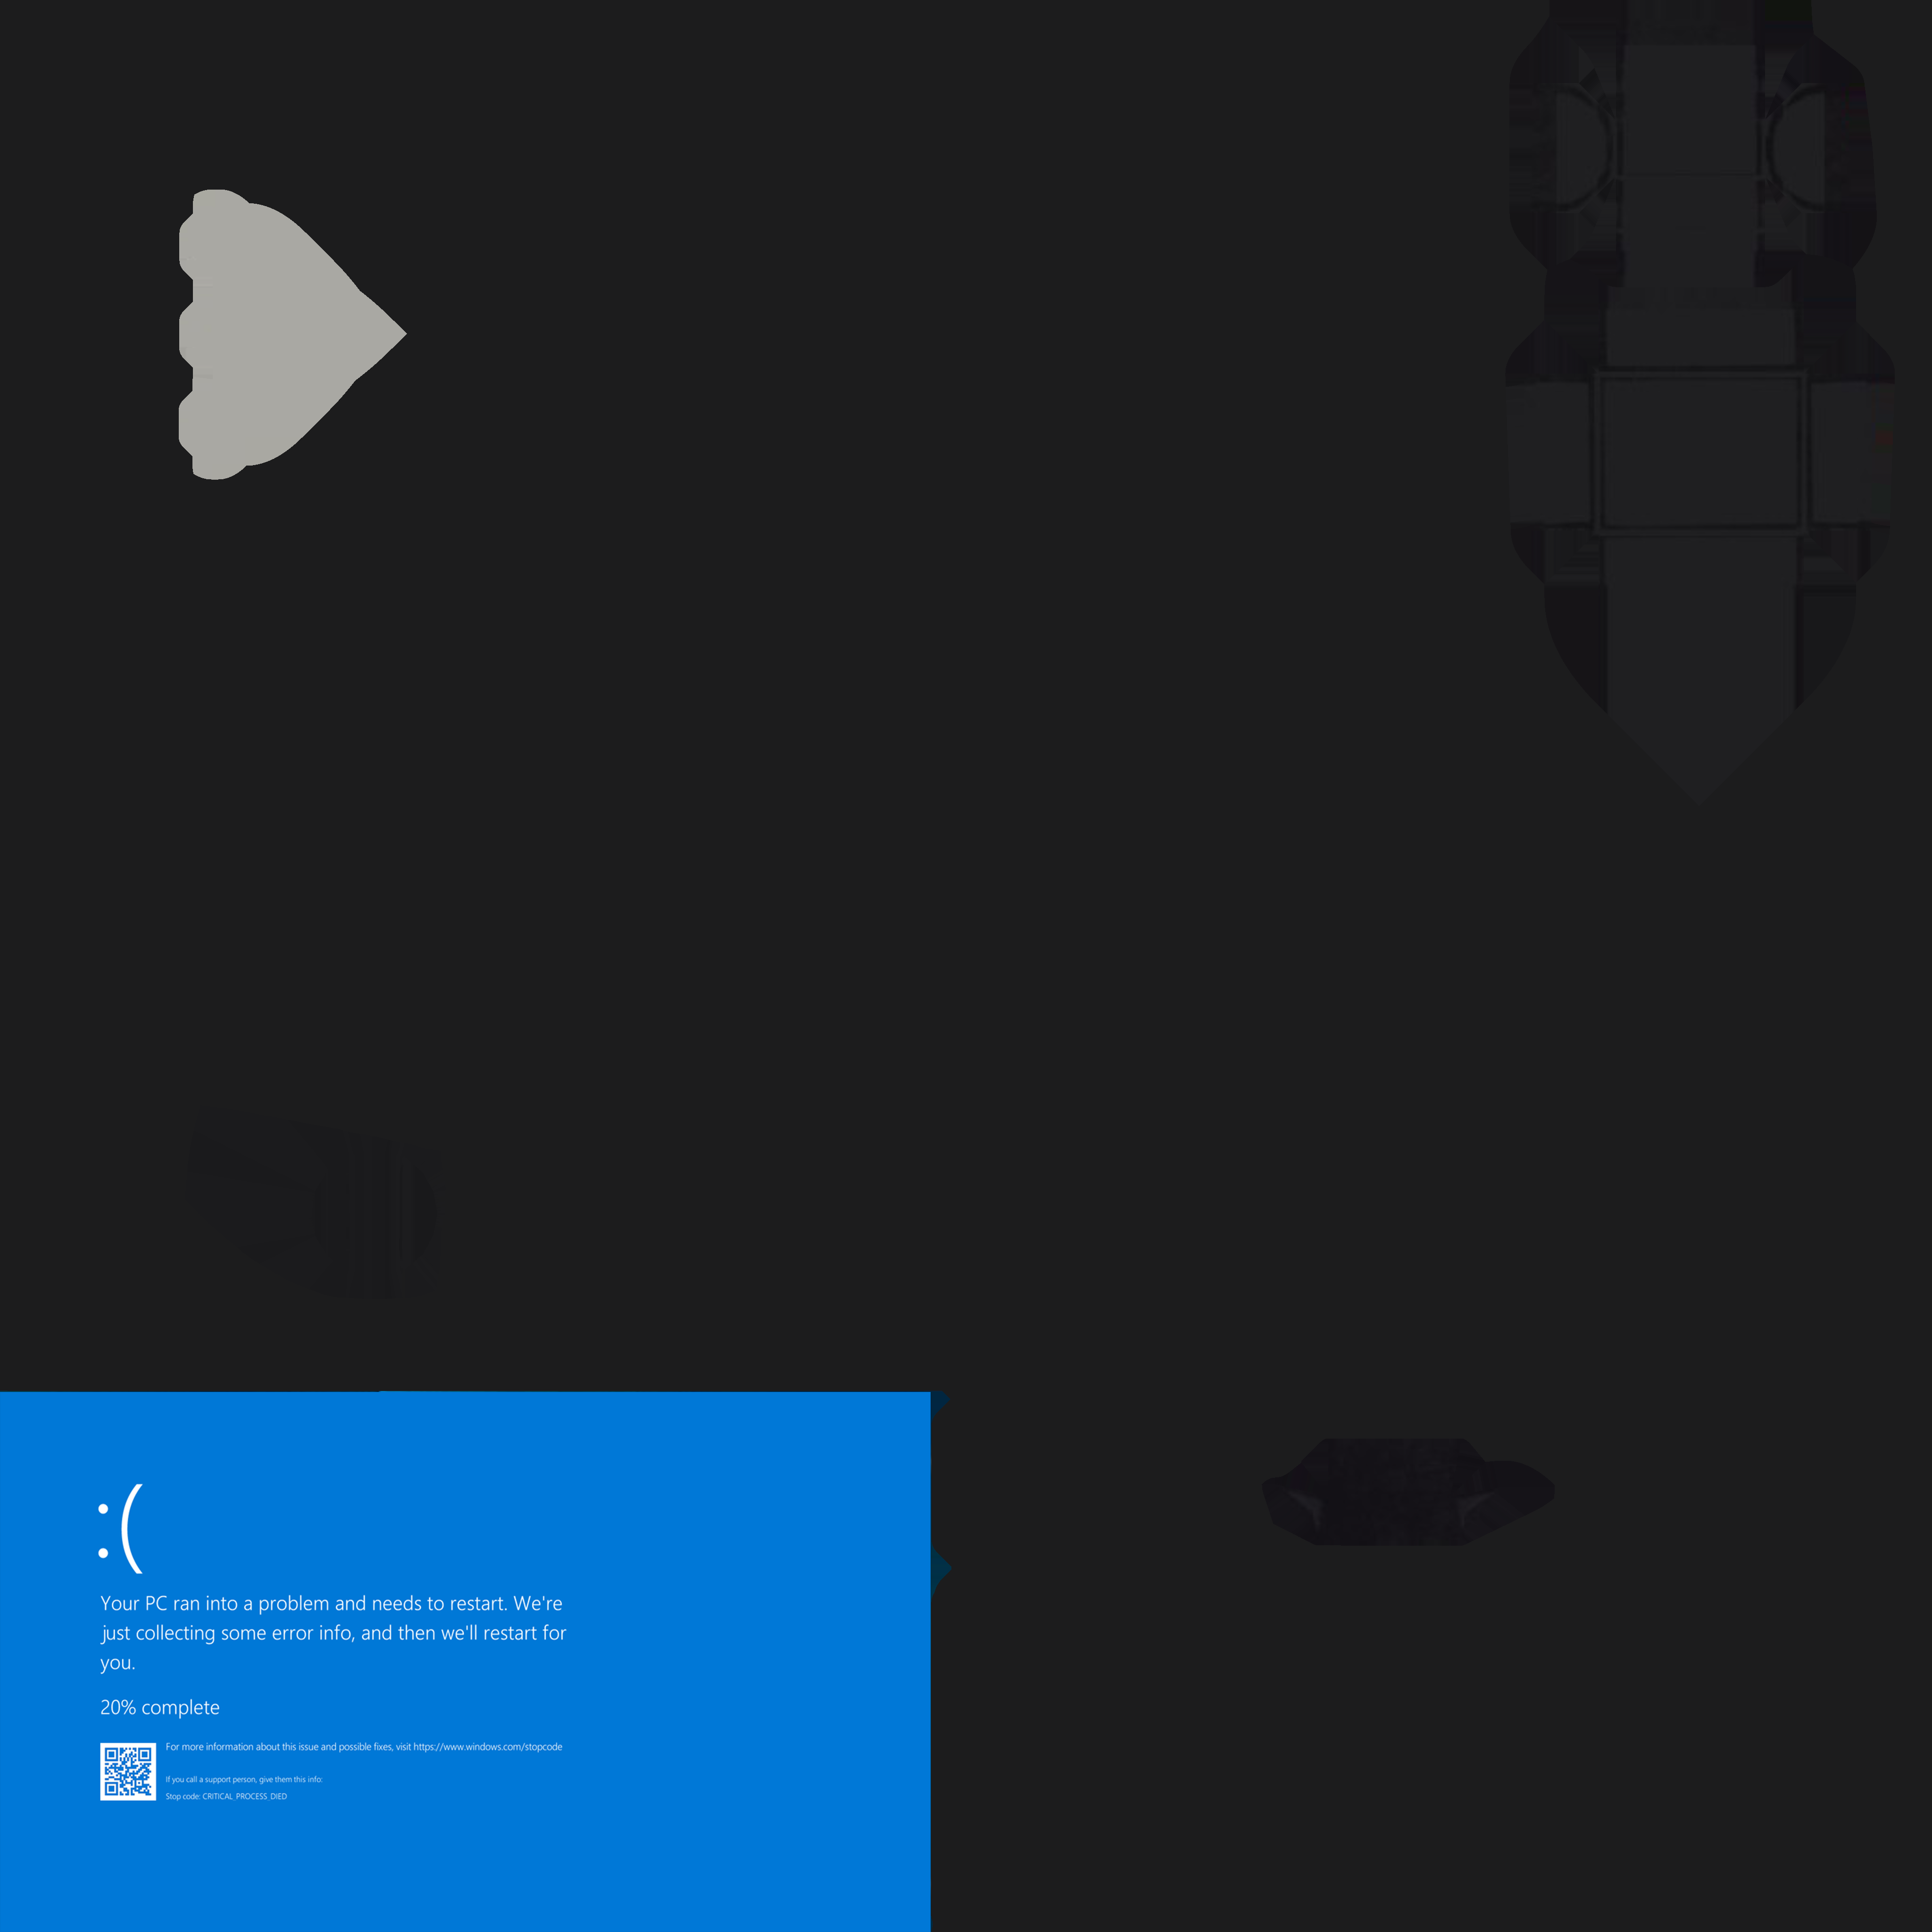 :(
Your PC ran into a problem and needs to restart. We're
just collecting some error info, and then we'll restart for
you.
20% complete
For more information about this issue and possible fixes, visit https://www.windows.com/stopcode
If you call a support person, give them this info:
Stop code: CRITICAL_PROCESS_DIED